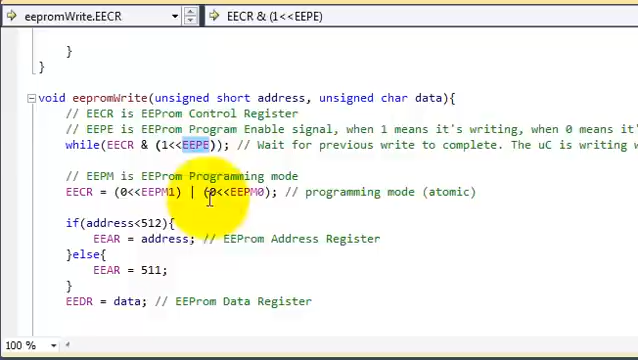 eepromWrite.EECR EECR & (1<<EEPE)
}
}
void eepromWrite(unsigned short address, unsigned char data){
// EECR is EEProm Control Register
// EEPE is EEProm Program Enable signal, when 1 means it's writing, when 0 means it's
while(EECR & (1<<EEPE)); // Wait for previous write to complete. The uC is writing w
// EEPM is EEProm Programming mode
EECR = (0<<EEPM1) | (0<<EEPM0); // programming mode (atomic)
if(address<512){
EEAR = address; // EEProm Address Register
}else{
EEAR = 511;
}
EEDR = data; // EEProm Data Register
100 %